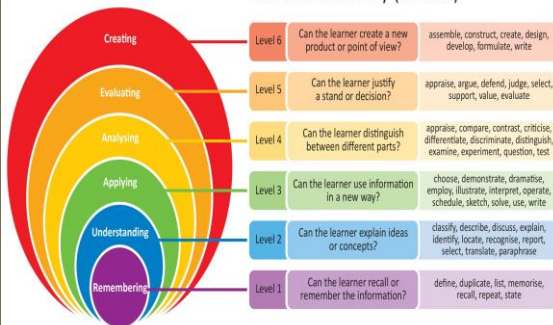 Creating
Level 6
Can the learner create a new
product or point of view?
assemble, construct, create, design,
develop, formulate, write
Evaluating
Level 5
Can the learner justify
a stand or decision?
appraise, argue, defend, judge, select,
support, value, evaluate
Analysing
Level 4
Can the learner distinguish
between different parts?
appraise, compare, contrast, criticise,
differentiate, discriminate, distinguish,
examine, experiment, question, test
Applying
Level 3
Can the learner use information
in a new way?
choose, demonstrate, dramatise,
employ, illustrate, interpret, operate,
schedule, sketch, solve, use, write
Understanding
Level 2
Can the learner explain ideas
or concepts?
classify, describe, discuss, explain,
identify, locate, recognise, report,
select, translate, paraphrase
Remembering
Level 1
Can the learner recall or
remember the information?
define, duplicate, list, memorise,
recall, repeat, state